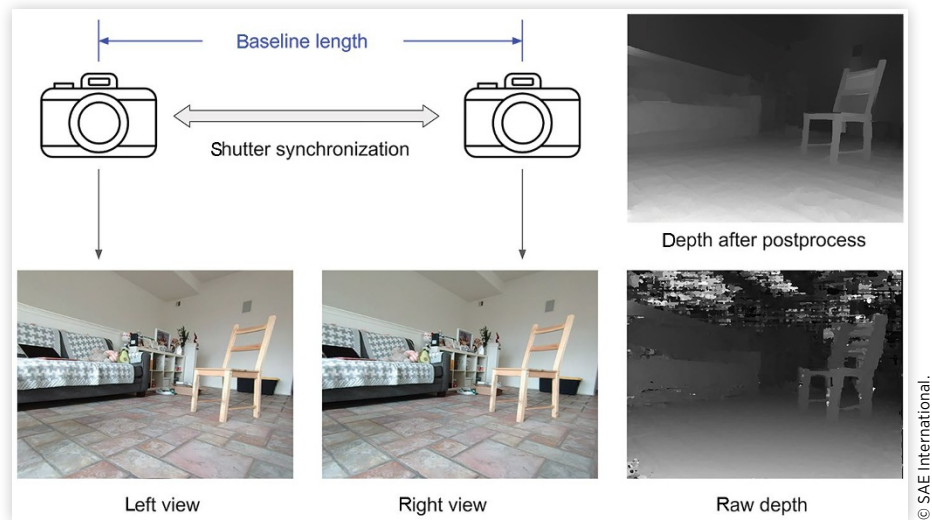 Baseline length
Shutter synchronization
Depth after postprocess
Left view
Right view
Raw depth
© SAE International.